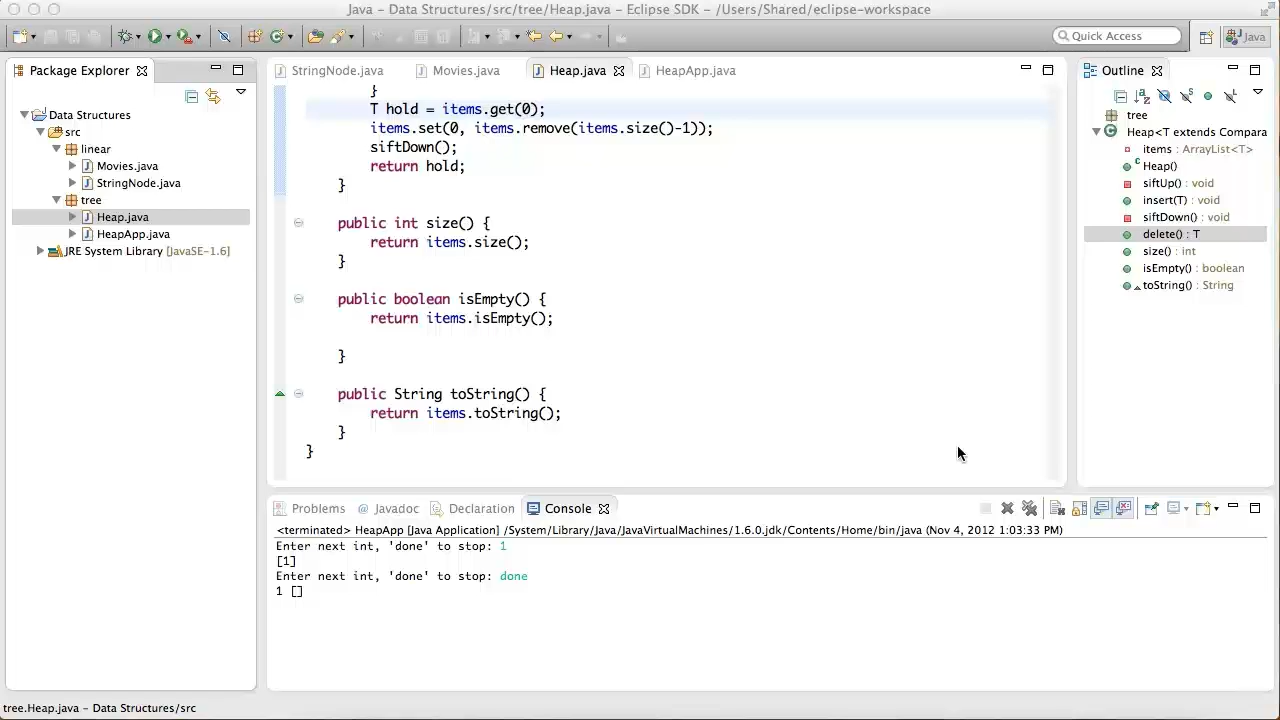 Java - Data Structures/src/tree/Heap.java - Eclipse SDK - /Users/Shared/eclipse-workspace
Quick Access
Java
Package Explorer
Data Structures
src
linear
Movies.java
StringNode.java
tree
Heap.java
HeapApp.java
JRE System Library [JavaSE-1.6]
StringNode.java
Movies.java
Heap.java
HeapApp.java
}
T hold = items.get(0);
items.set(0, items.remove(items.size()-1));
siftDown();
return hold;
}
public int size() {
return items.size();
}
public boolean isEmpty() {
return items.isEmpty();
}
public String toString() {
return items.toString();
}
}
Outline
tree
Heap<T extends Compara
items : ArrayList<T>
Heap()
siftUp() : void
insert(T) : void
siftDown() : void
delete() : T
size() : int
isEmpty() : boolean
toString() : String
Problems
@ Javadoc
Declaration
Console
<terminated> HeapApp [Java Application] /System/Library/Java/JavaVirtualMachines/1.6.0.jdk/Contents/Home/bin/java (Nov 4, 2012 1:03:33 PM)
Enter next int, 'done' to stop: 1
[1]
Enter next int, 'done' to stop: done
1 []
tree.Heap.java - Data Structures/src